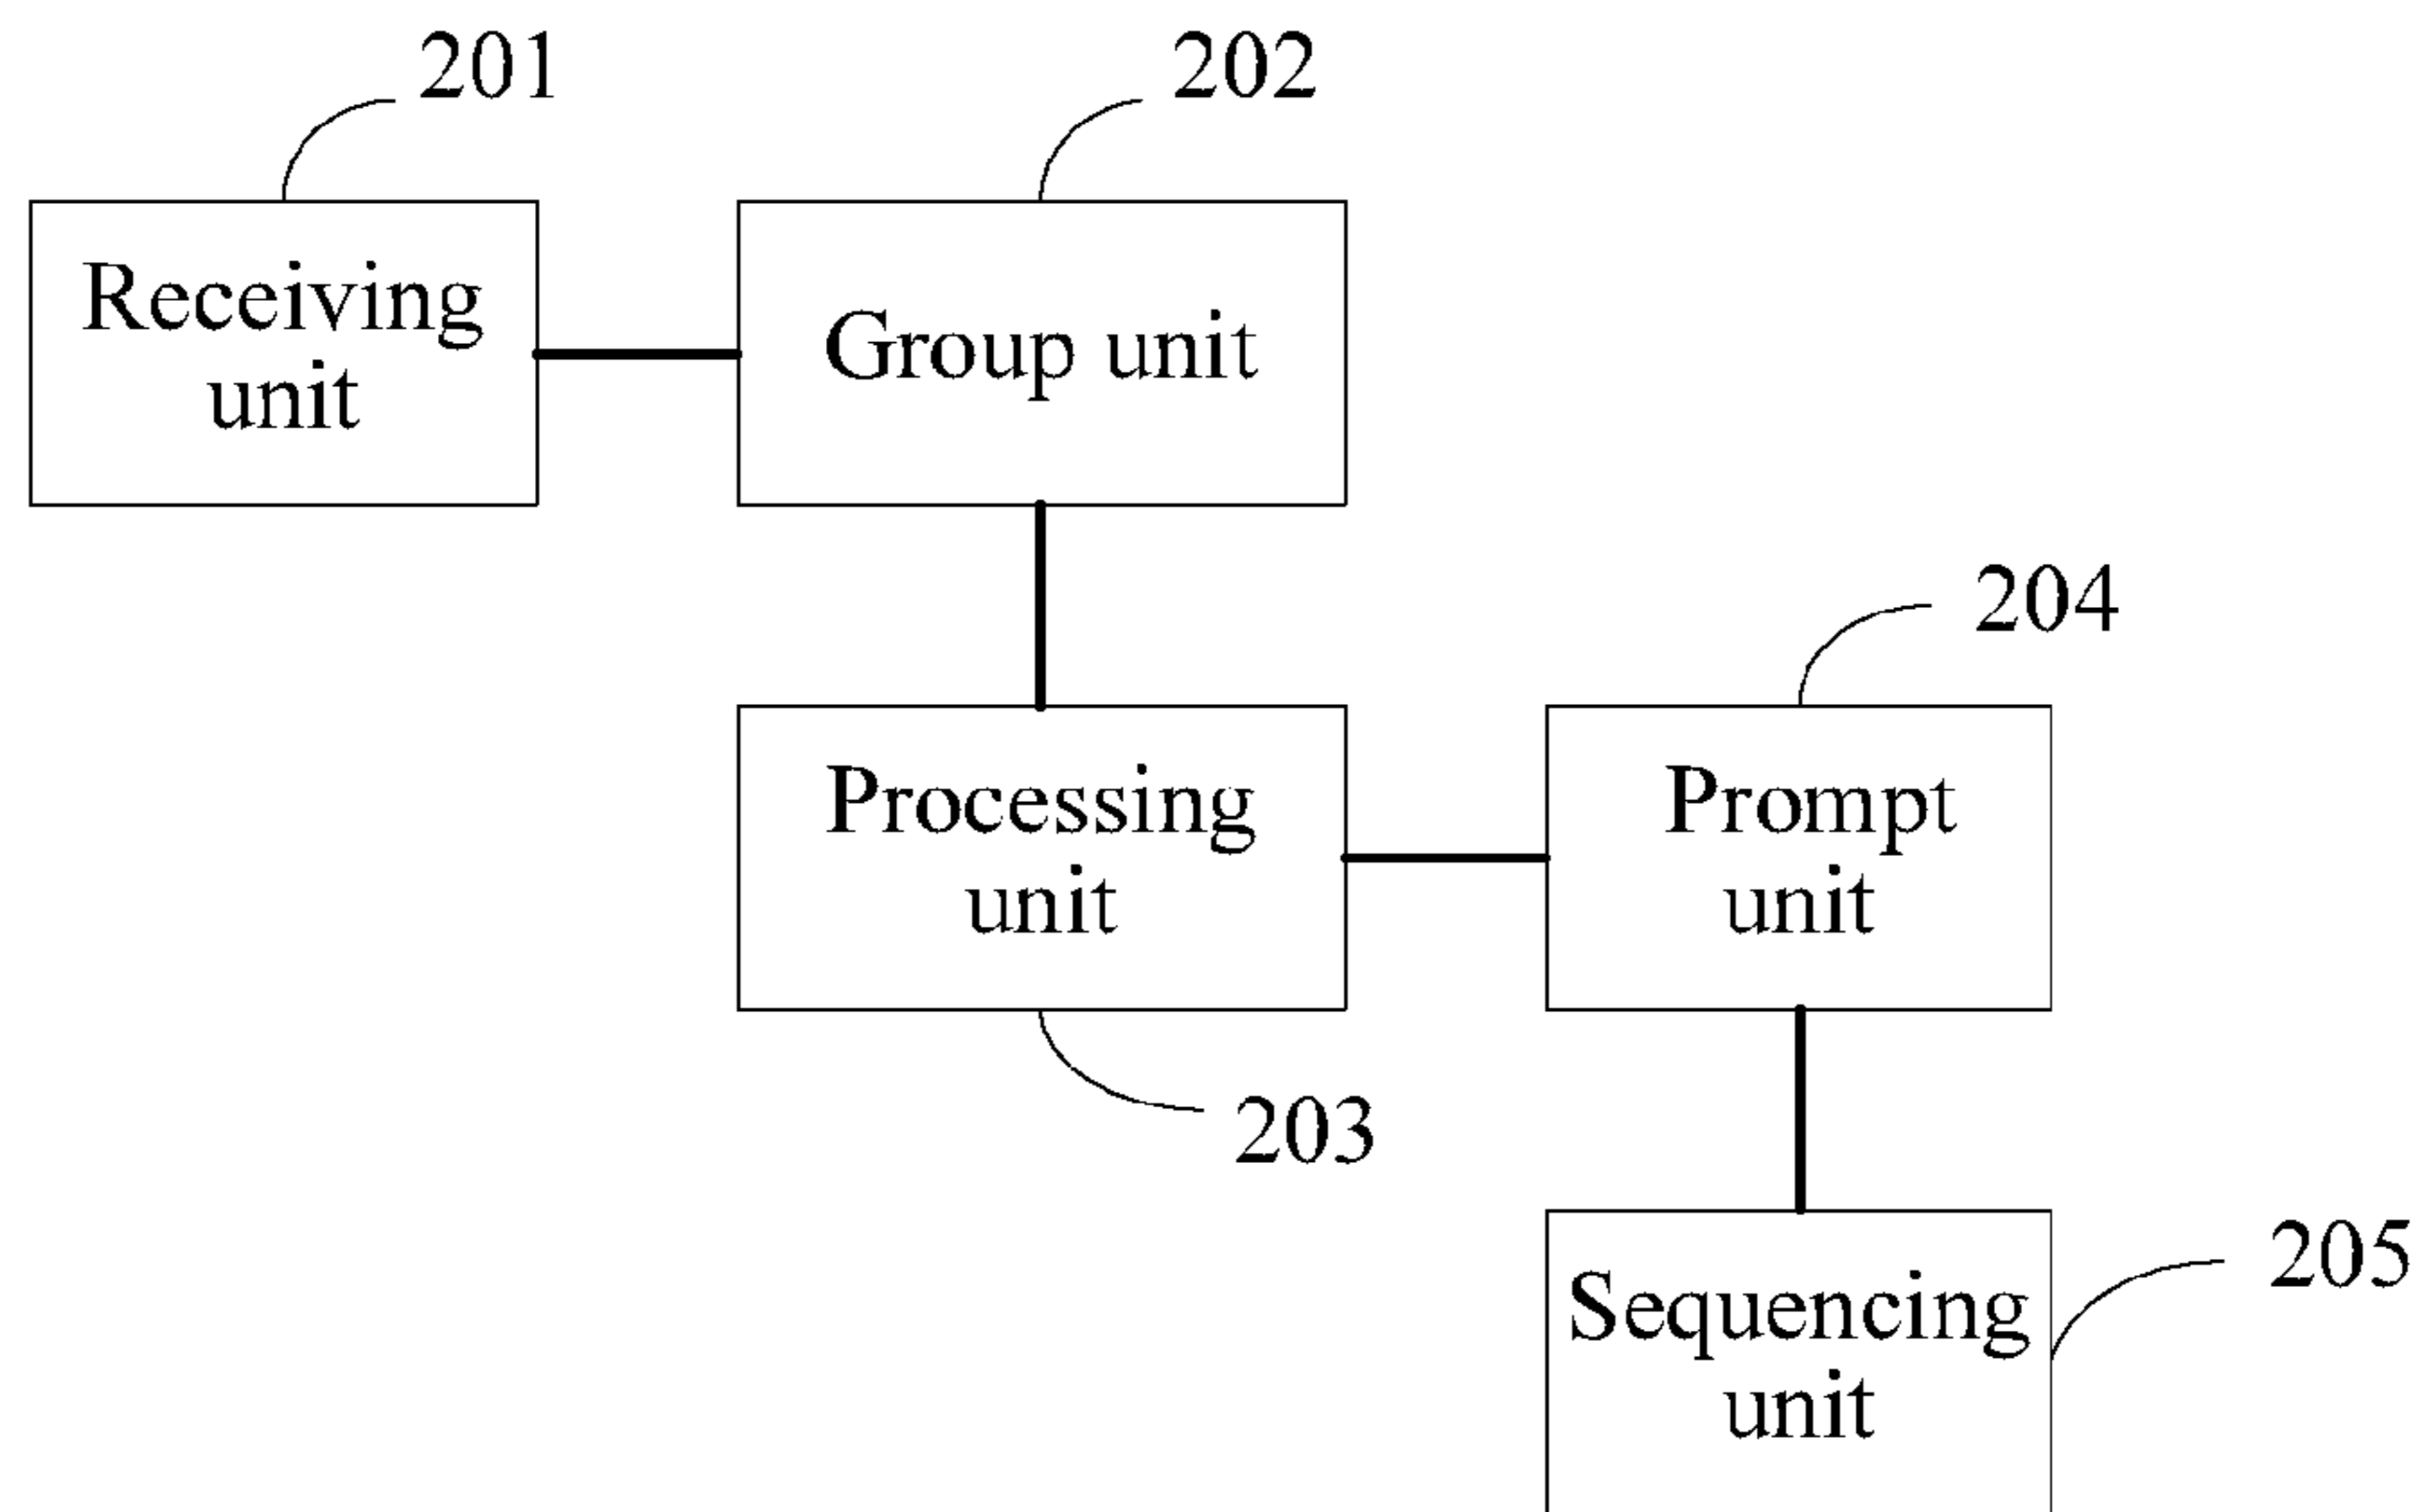 201
202
Receiving
unit
Group unit
204
Processing
unit
Prompt
unit
203
205
Sequencing
unit